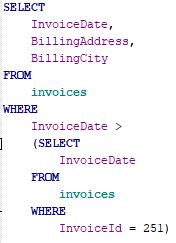 SELECT
InvoiceDate,
BillingAddress,
BillingCity
FROM
invoices
WHERE
InvoiceDate >
(SELECT
InvoiceDate
FROM
invoices
WHERE
InvoiceId = 251)